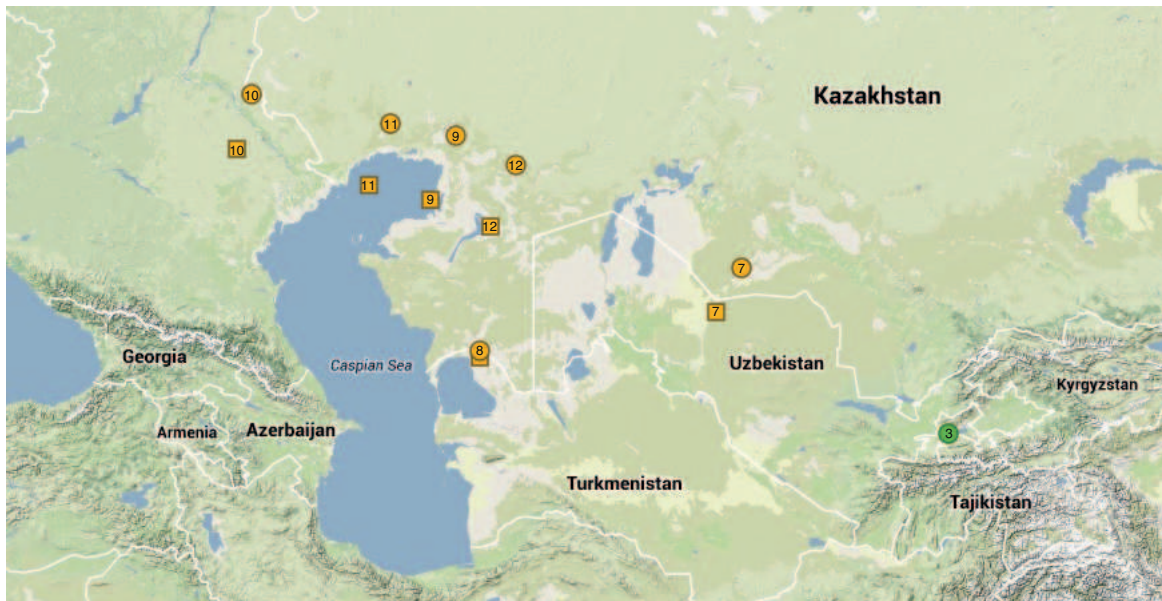 Kazakhstan
10
11
9
10
12
11
9
12
7
7
8
Georgia
Caspian Sea
Uzbekistan
Kyrgyzstan
Armenia
Azerbaijan
3
Turkmenistan
Tajikistan